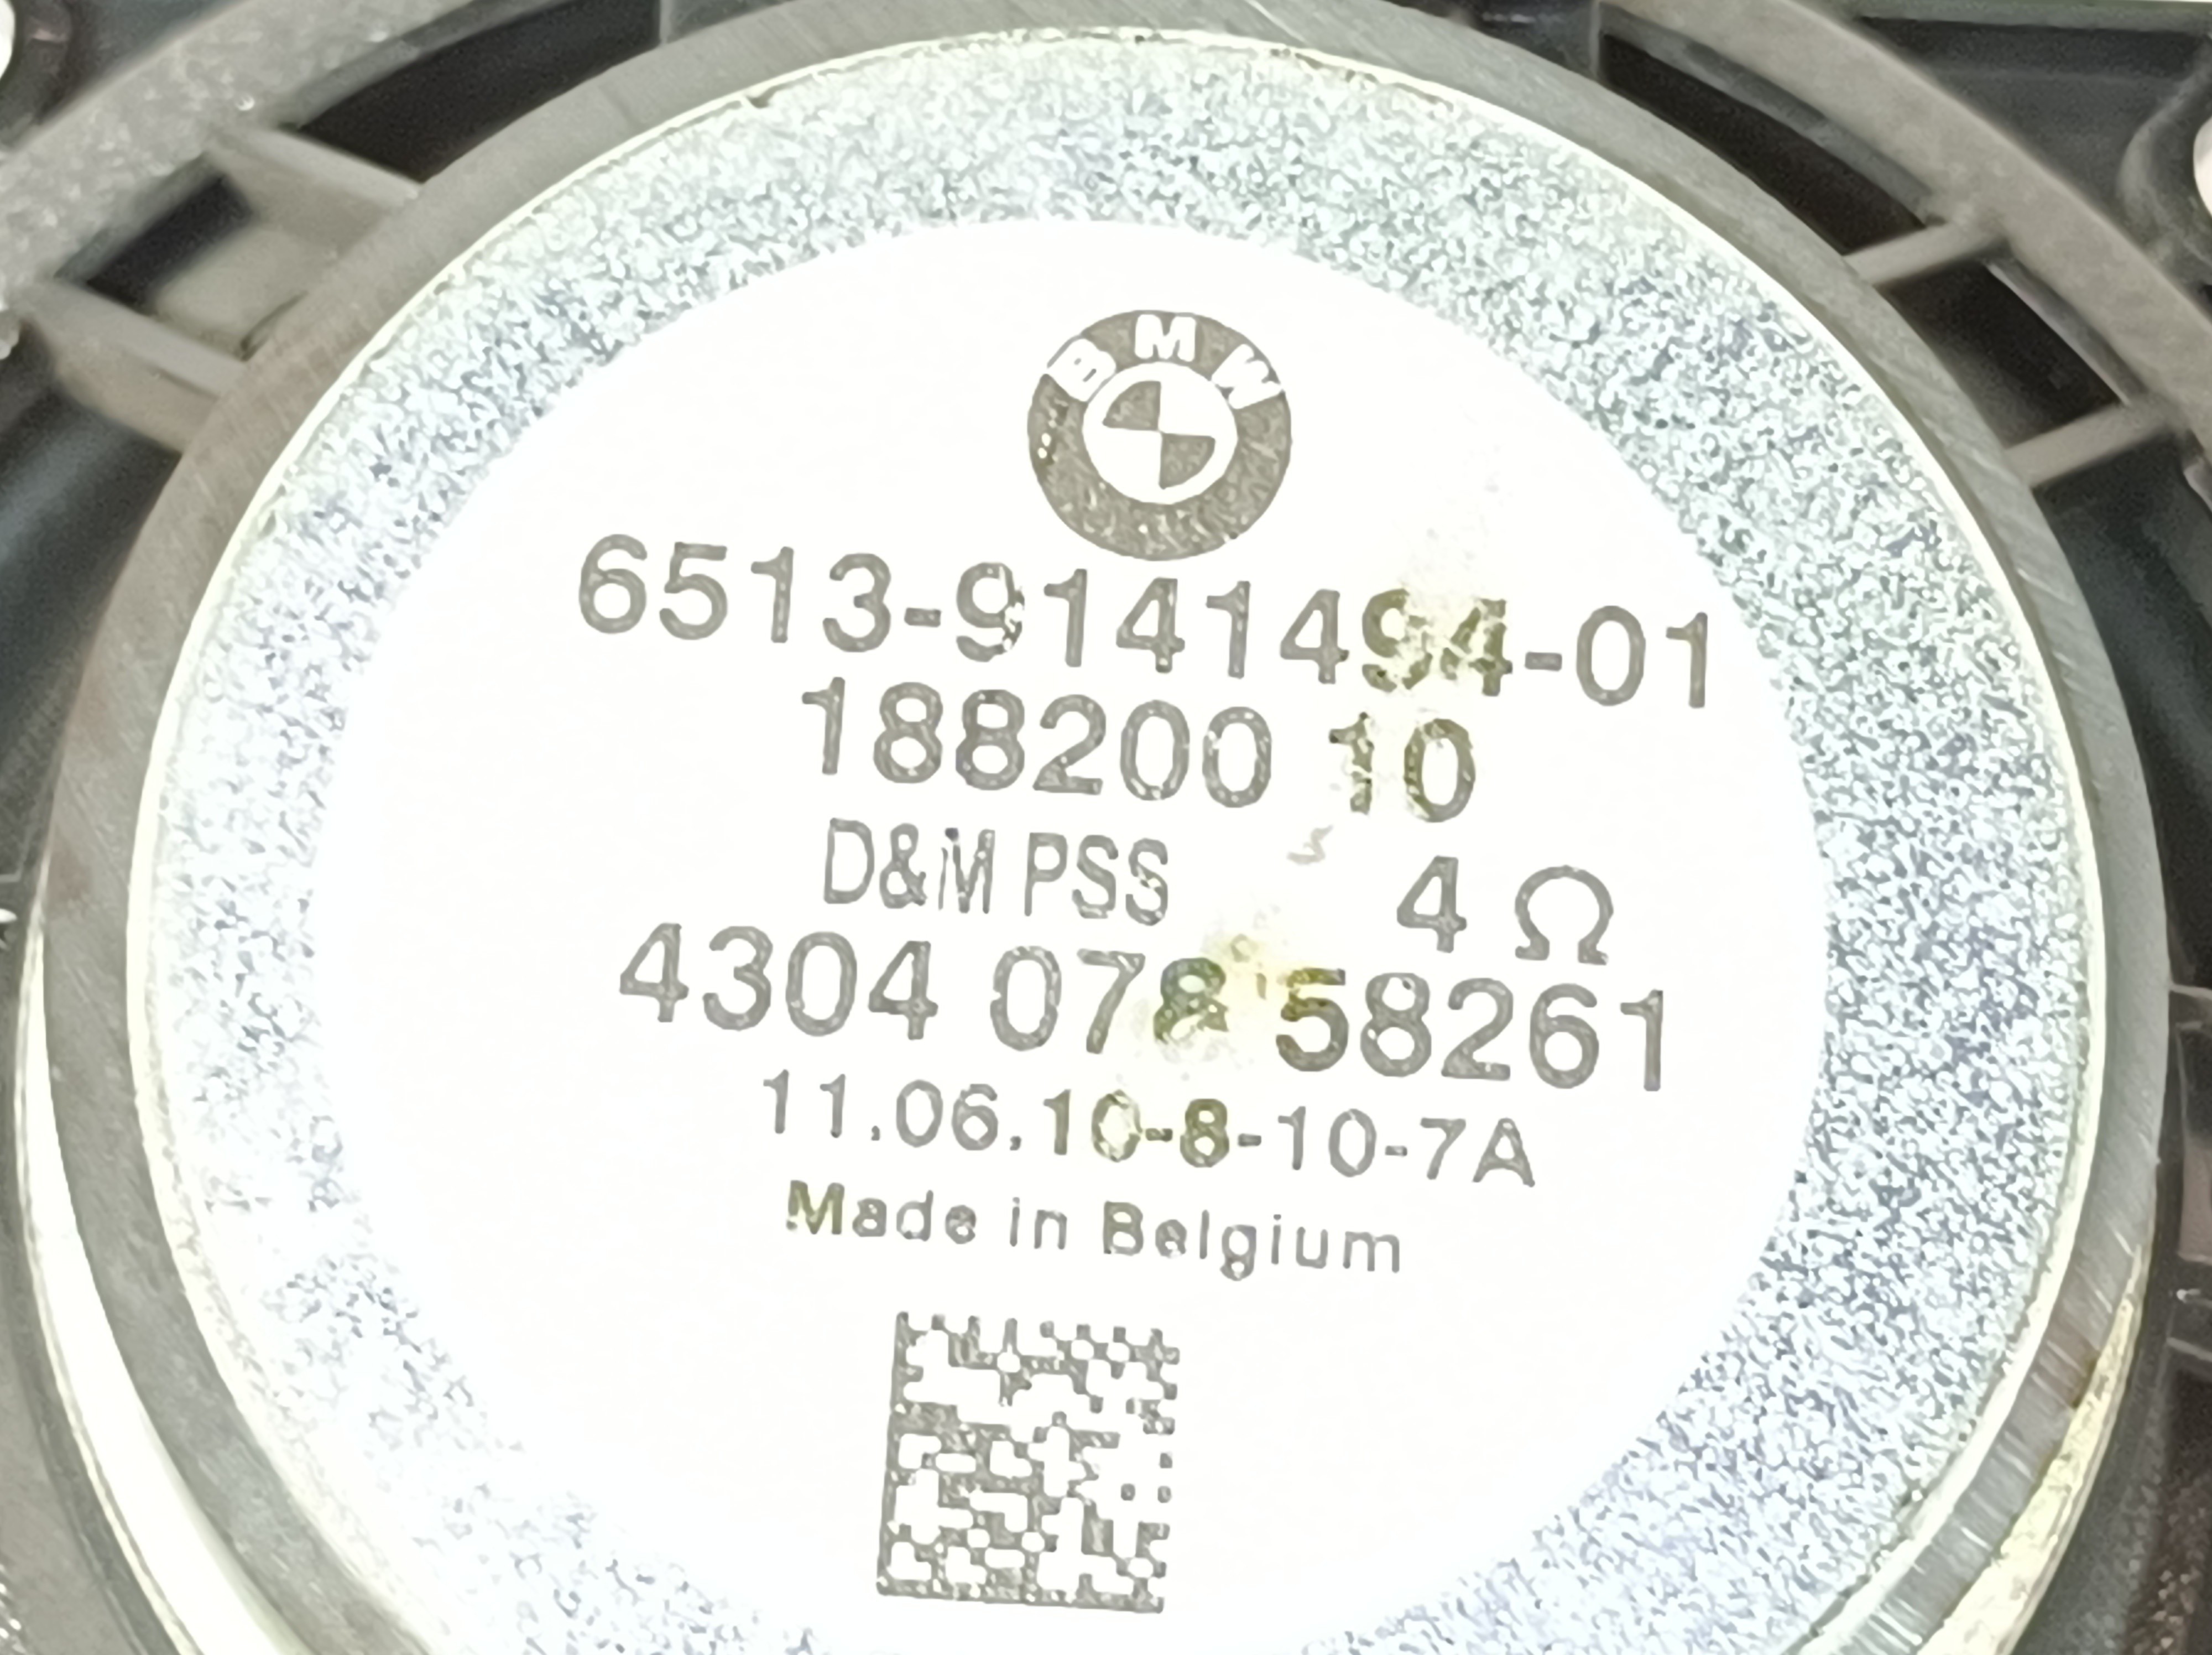 BMW
6513-9141494-01
188200 10
D&M PSS 4 Ω
4304 078 58261
11.06.10-8-10-7A
Made in Belgium